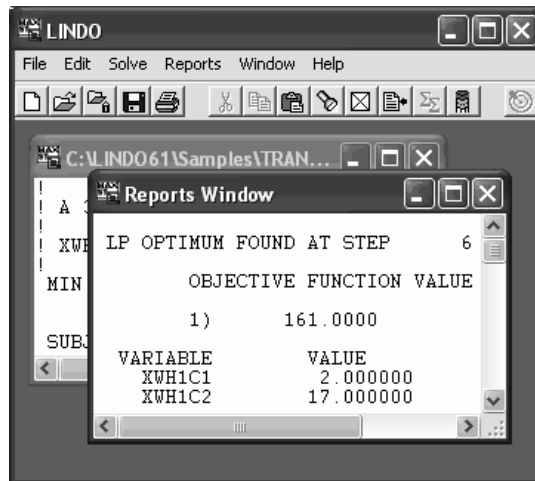 LINDO
File Edit Solve Reports Window Help
C:\LINDO61\Samples\TRAN...
!
! A
!
! XWH
!
MIN
SUBJ
Reports Window
LP OPTIMUM FOUND AT STEP 6
OBJECTIVE FUNCTION VALUE
1) 161.0000
VARIABLE VALUE
XWH1C1 2.000000
XWH1C2 17.000000